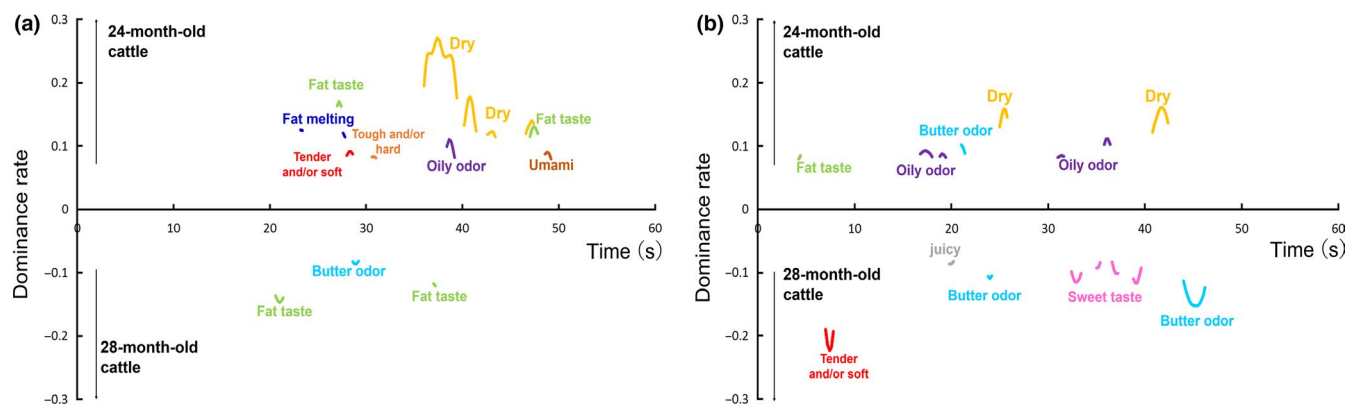 (a)
Dominance rate
0.3
0.2
0.1
0
−0.1
−0.2
−0.3
24-month-old
cattle
Fat taste
Fat melting
Tender
and/or soft
Tough and/or
hard
Dry
Dry
Oily odor
Fat taste
Umami
0
10
20
30
40
50
60
Time (s)
28-month-old
cattle
Butter odor
Fat taste
Fat taste
(b)
Dominance rate
0.3
0.2
0.1
0
−0.1
−0.2
−0.3
24-month-old
cattle
Fat taste
Oily odor
Butter odor
Dry
Oily odor
Dry
0
10
20
30
40
50
60
Time (s)
28-month-old
cattle
juicy
Butter odor
Sweet taste
Butter odor
Tender
and/or soft